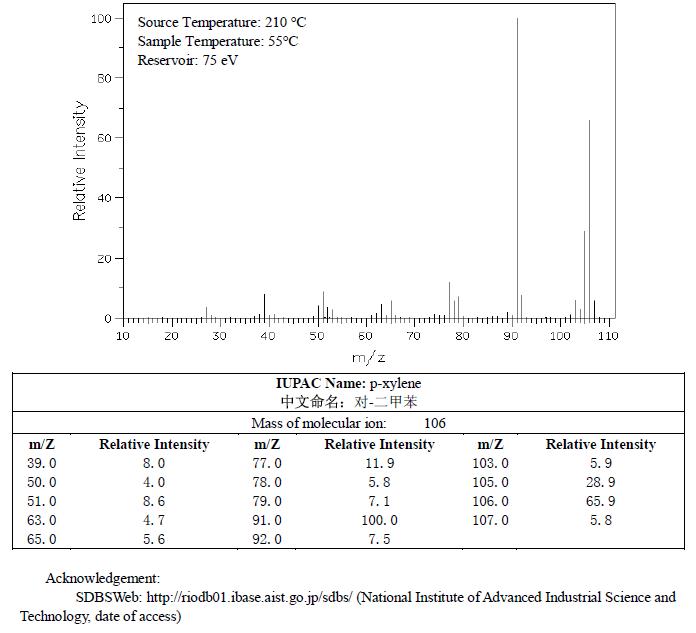 Source Temperature: 210 °C
Sample Temperature: 55°C
Reservoir: 75 eV
Relative Intensity
100
80
60
40
20
0
10 20 30 40 50 60 70 80 90 100 110
m/z
IUPAC Name: p-xylene
中文命名：对-二甲苯
Mass of molecular ion: 106
m/Z Relative Intensity m/Z Relative Intensity m/Z Relative Intensity
39.0 8.0 77.0 11.9 103.0 5.9
50.0 4.0 78.0 5.8 105.0 28.9
51.0 8.6 79.0 7.1 106.0 65.9
63.0 4.7 91.0 100.0 107.0 5.8
65.0 5.6 92.0 7.5
Acknowledgement:
SDBSWeb: http://riodb01.ibase.aist.go.jp/sdbs/ (National Institute of Advanced Industrial Science and
Technology, date of access)